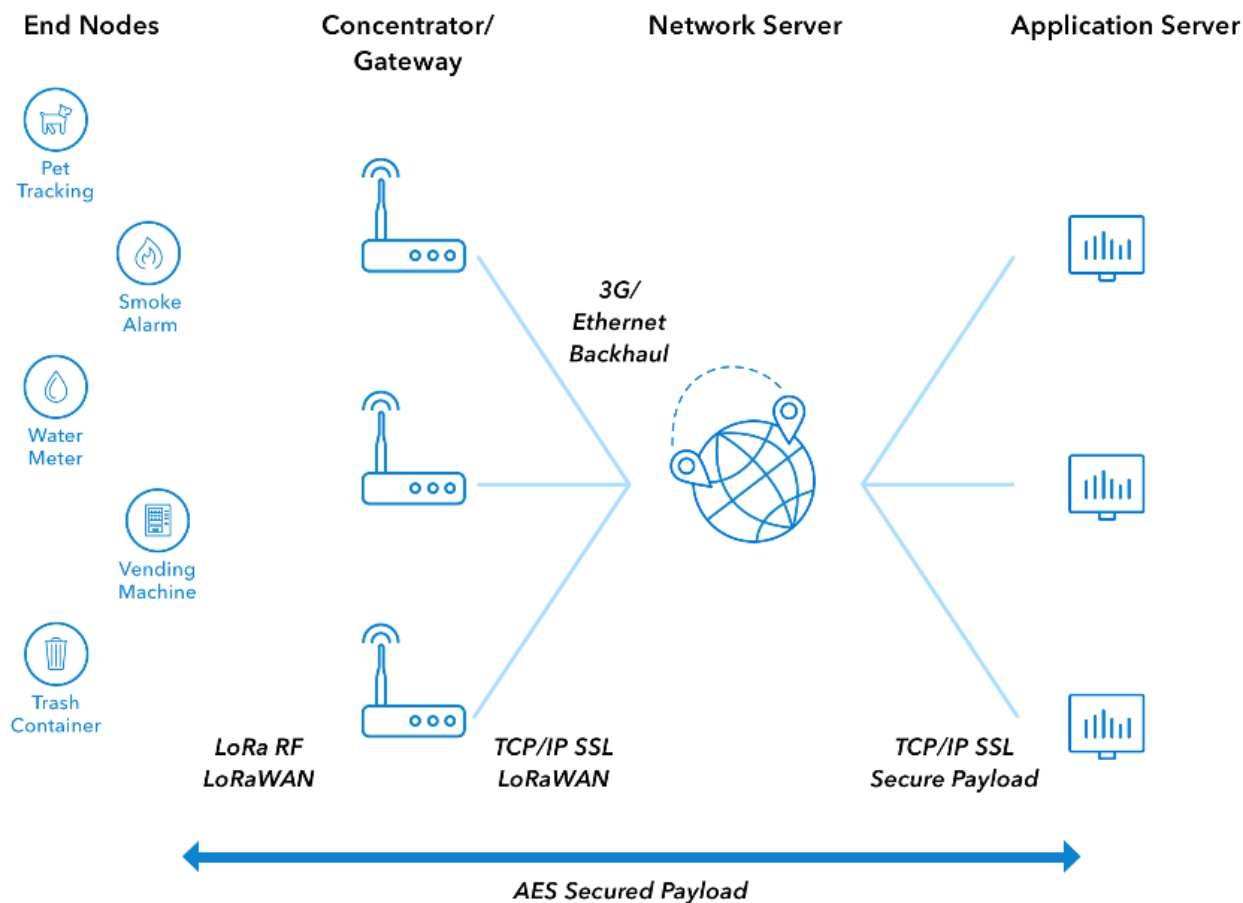 End Nodes
Concentrator/
Gateway
Network Server
Application Server
Pet
Tracking
Smoke
Alarm
Water
Meter
Vending
Machine
Trash
Container
3G/
Ethernet
Backhaul
LoRa RF
LoRaWAN
TCP/IP SSL
LoRaWAN
TCP/IP SSL
Secure Payload
AES Secured Payload